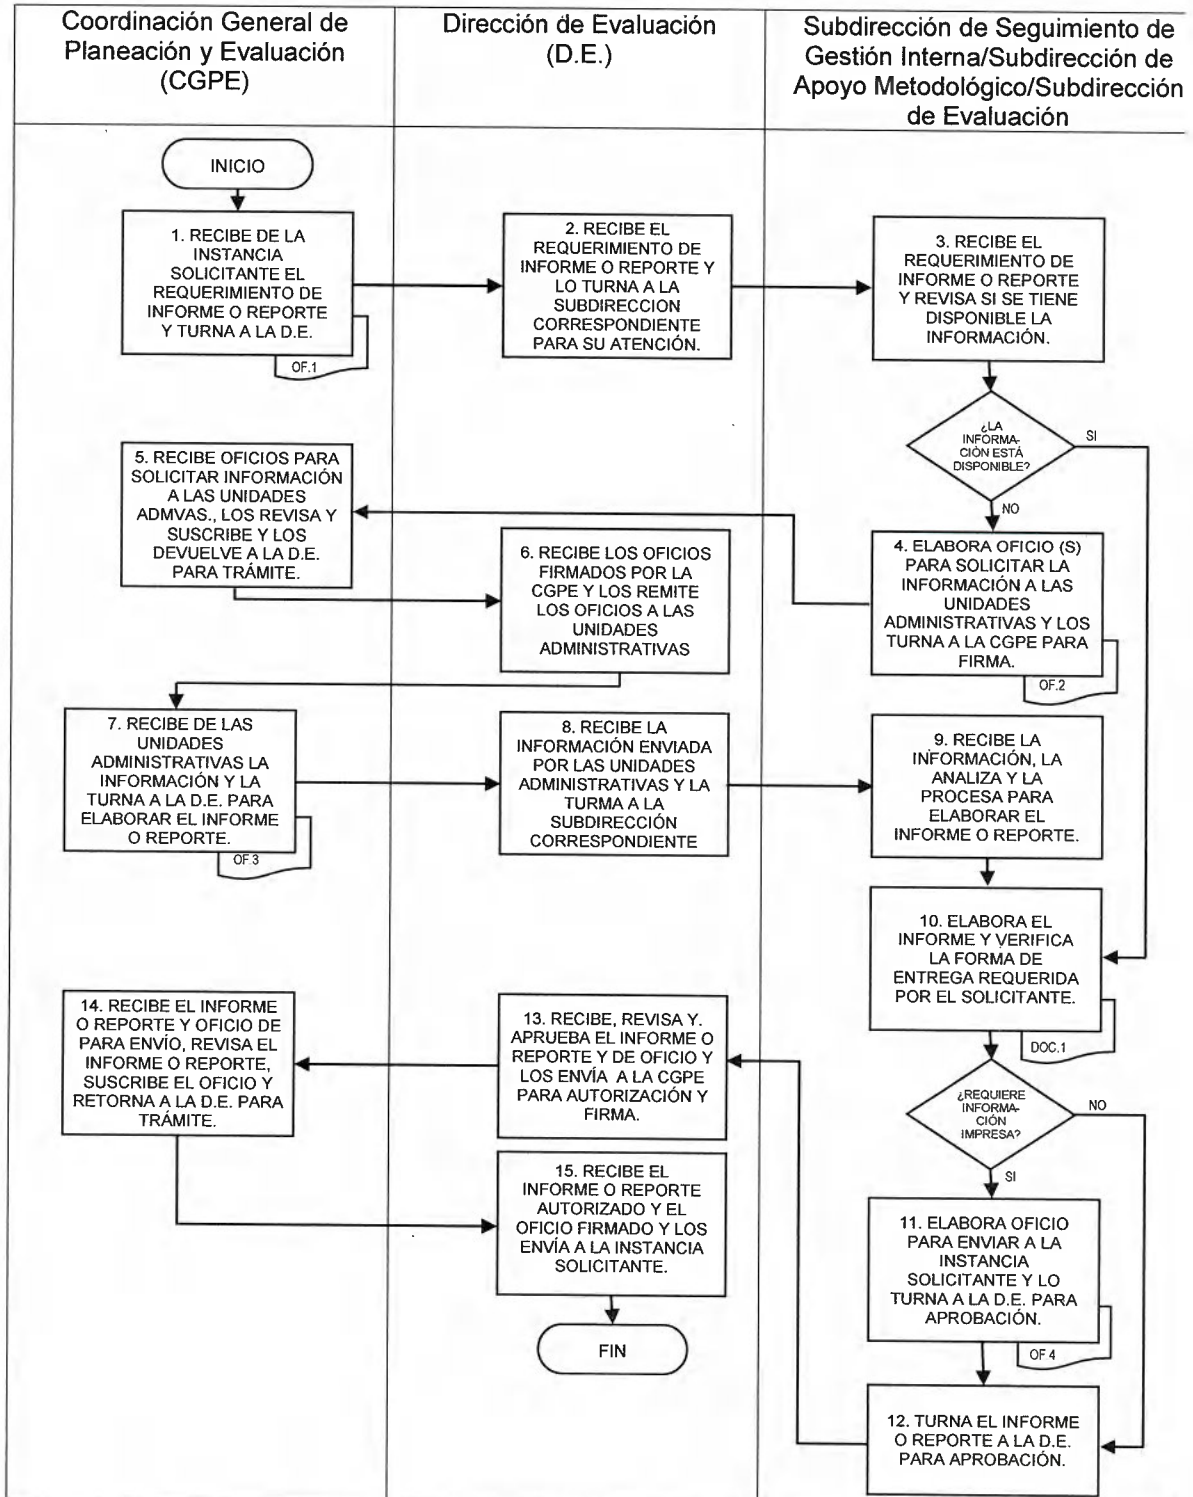 Coordinación General de
Planeación y Evaluación
(CGPE)
Dirección de Evaluación
(D.E.)
Subdirección de Seguimiento de
Gestión Interna/Subdirección de
Apoyo Metodológico/Subdirección
de Evaluación
INICIO
1. RECIBE DE LA
INSTANCIA
SOLICITANTE EL
REQUERIMIENTO DE
INFORME O REPORTE
Y TURNA A LA D.E.
OF.1
2. RECIBE EL
REQUERIMIENTO DE
INFORME O REPORTE Y
LO TURNA A LA
SUBDIRECCION
CORRESPONDIENTE
PARA SU ATENCIÓN.
3. RECIBE EL
REQUERIMIENTO DE
INFORME O REPORTE
Y REVISA SI SE TIENE
DISPONIBLE LA
INFORMACIÓN.
¿LA
INFORMA-
CIÓN ESTÁ
DISPONIBLE?
SI
NO
4. ELABORA OFICIO (S)
PARA SOLICITAR LA
INFORMACIÓN A LAS
UNIDADES
ADMINISTRATIVAS Y LOS
TURNA A LA CGPE PARA
FIRMA.
OF.2
5. RECIBE OFICIOS PARA
SOLICITAR INFORMACIÓN
A LAS UNIDADES
ADMVAS., LOS REVISA Y
SUSCRIBE Y LOS
DEVUELVE A LA D.E.
PARA TRÁMITE.
6. RECIBE LOS OFICIOS
FIRMADOS POR LA
CGPE Y LOS REMITE
LOS OFICIOS A LAS
UNIDADES
ADMINISTRATIVAS
7. RECIBE DE LAS
UNIDADES
ADMINISTRATIVAS LA
INFORMACIÓN Y LA
TURNA A LA D.E. PARA
ELABORAR EL INFORME
O REPORTE.
OF.3
8. RECIBE LA
INFORMACIÓN ENVIADA
POR LAS UNIDADES
ADMINISTRATIVAS Y LA
TURMA A LA
SUBDIRECCIÓN
CORRESPONDIENTE
9. RECIBE LA
INFORMACIÓN, LA
ANALIZA Y LA
PROCESA PARA
ELABORAR EL
INFORME O REPORTE.
10. ELABORA EL
INFORME Y VERIFICA
LA FORMA DE
ENTREGA REQUERIDA
POR EL SOLICITANTE.
DOC.1
¿REQUIERE
INFORMA-
CIÓN
IMPRESA?
NO
SI
11. ELABORA OFICIO
PARA ENVIAR A LA
INSTANCIA
SOLICITANTE Y LO
TURNA A LA D.E. PARA
APROBACIÓN.
OF 4
12. TURNA EL INFORME
O REPORTE A LA D.E.
PARA APROBACIÓN.
13. RECIBE, REVISA Y.
APRUEBA EL INFORME O
REPORTE Y DE OFICIO Y
LOS ENVÍA A LA CGPE
PARA AUTORIZACIÓN Y
FIRMA.
14. RECIBE EL INFORME
O REPORTE Y OFICIO DE
PARA ENVÍO, REVISA EL
INFORME O REPORTE,
SUSCRIBE EL OFICIO Y
RETORNA A LA D.E. PARA
TRÁMITE.
15. RECIBE EL
INFORME O REPORTE
AUTORIZADO Y EL
OFICIO FIRMADO Y LOS
ENVÍA A LA INSTANCIA
SOLICITANTE.
FIN